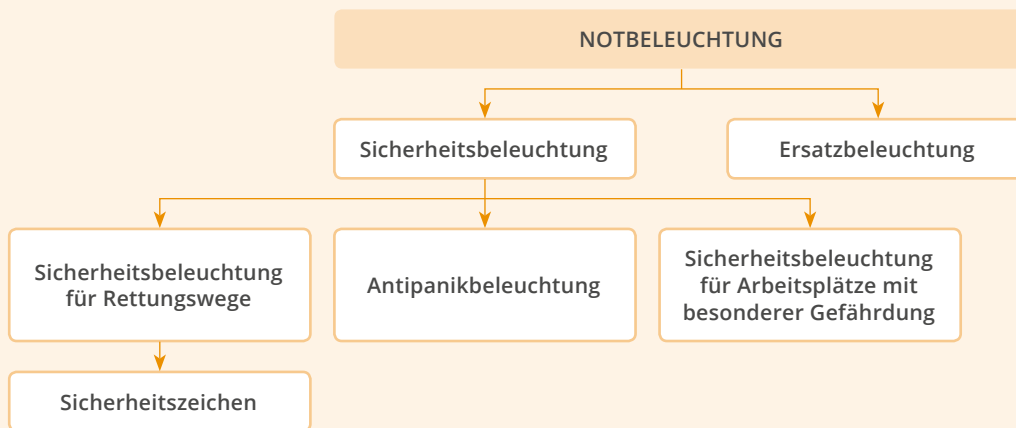 NOTBELEUCHTUNG
Sicherheitsbeleuchtung
Ersatzbeleuchtung
Sicherheitsbeleuchtung
für Rettungswege
Antipanikbeleuchtung
Sicherheitsbeleuchtung
für Arbeitsplätze mit
besonderer Gefährdung
Sicherheitszeichen